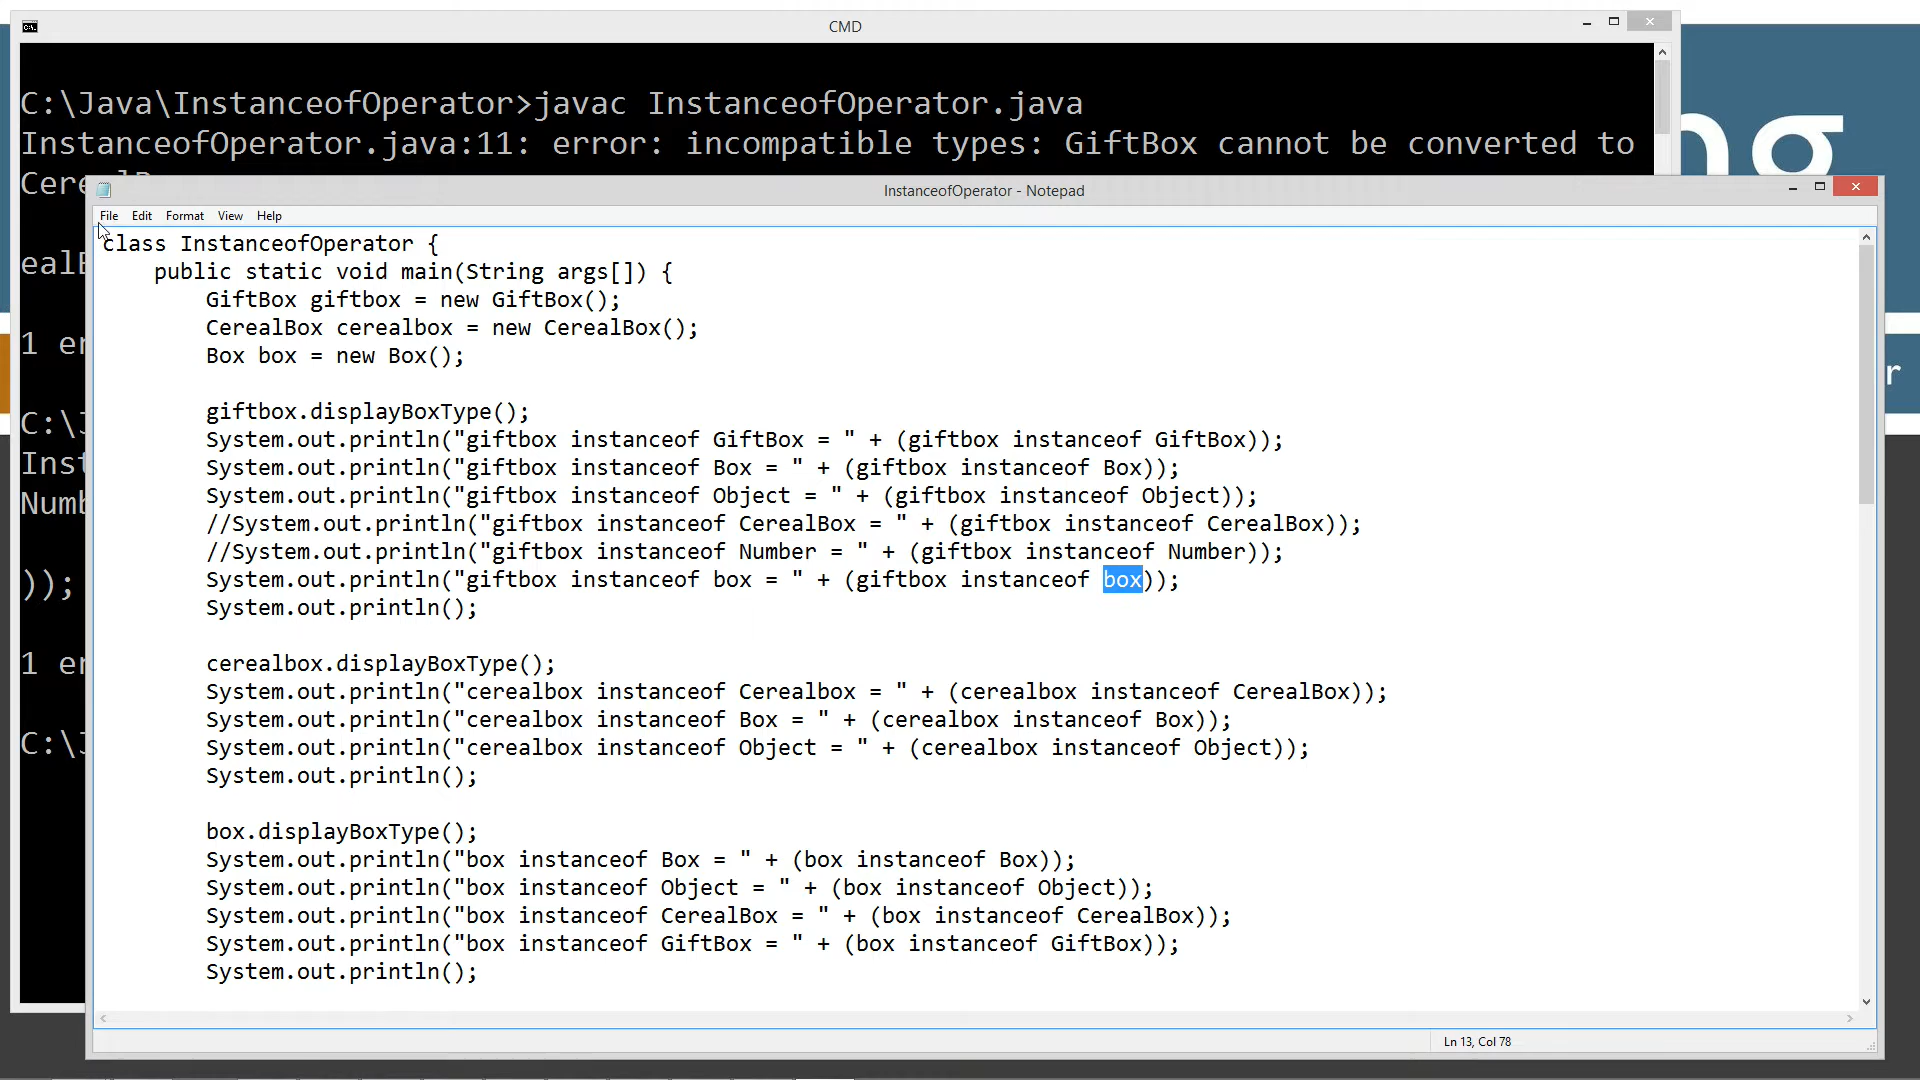 CMD
C:\Java\InstanceofOperator>javac InstanceofOperator.java
InstanceofOperator.java:11: error: incompatible types: GiftBox cannot be converted to
InstanceofOperator - Notepad
File Edit Format View Help
class InstanceofOperator {
public static void main(String args[]) {
GiftBox giftbox = new GiftBox();
CerealBox cerealbox = new CerealBox();
Box box = new Box();
giftbox.displayBoxType();
System.out.println("giftbox instanceof GiftBox = " + (giftbox instanceof GiftBox));
System.out.println("giftbox instanceof Box = " + (giftbox instanceof Box));
System.out.println("giftbox instanceof Object = " + (giftbox instanceof Object));
//System.out.println("giftbox instanceof CerealBox = " + (giftbox instanceof CerealBox));
//System.out.println("giftbox instanceof Number = " + (giftbox instanceof Number));
System.out.println("giftbox instanceof box = " + (giftbox instanceof box));
System.out.println();
cerealbox.displayBoxType();
System.out.println("cerealbox instanceof Cerealbox = " + (cerealbox instanceof CerealBox));
System.out.println("cerealbox instanceof Box = " + (cerealbox instanceof Box));
System.out.println("cerealbox instanceof Object = " + (cerealbox instanceof Object));
System.out.println();
box.displayBoxType();
System.out.println("box instanceof Box = " + (box instanceof Box));
System.out.println("box instanceof Object = " + (box instanceof Object));
System.out.println("box instanceof CerealBox = " + (box instanceof CerealBox));
System.out.println("box instanceof GiftBox = " + (box instanceof GiftBox));
System.out.println();
));
Ln 13, Col 78